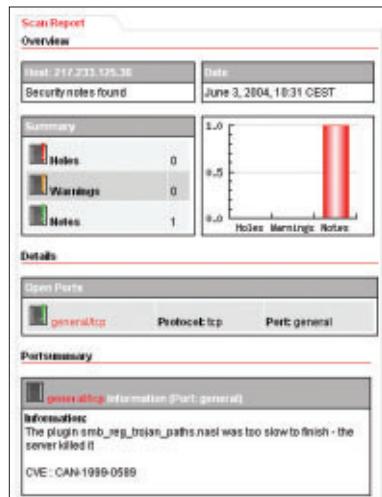 Scan Report
Overview
Host: 217.233.125.36
Date
Security notes found
June 3, 2004, 10:31 CEST
Summary
Holes 0
Warnings 0
Notes 1
1.0
0.5
0.0
Holes Warnings Notes
Details
Open Ports
general/tcp Protocol: tcp Port: general
Portsummary
general/tcp Information (Port: general)
Information:
The plugin smb_reg_trojan_paths.nasl was too slow to finish - the
server killed it
CVE : CAN-1999-0589